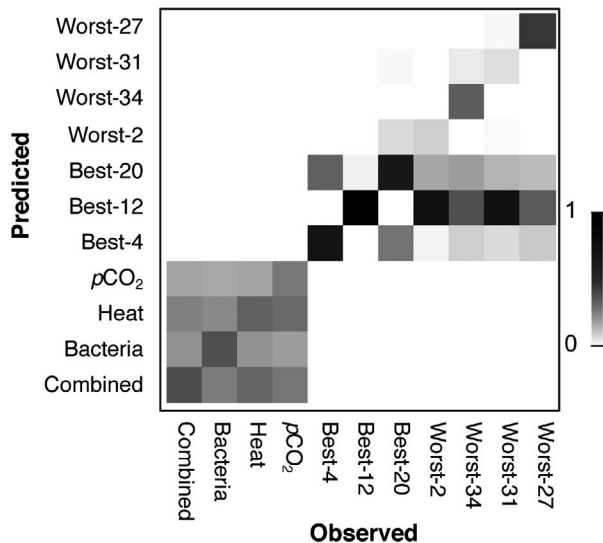 Predicted
Worst-27
Worst-31
Worst-34
Worst-2
Best-20
Best-12
Best-4
pCO₂
Heat
Bacteria
Combined
1
0
Combined
Bacteria
Heat
pCO₂
Best-4
Best-12
Best-20
Worst-2
Worst-34
Worst-31
Worst-27
Observed